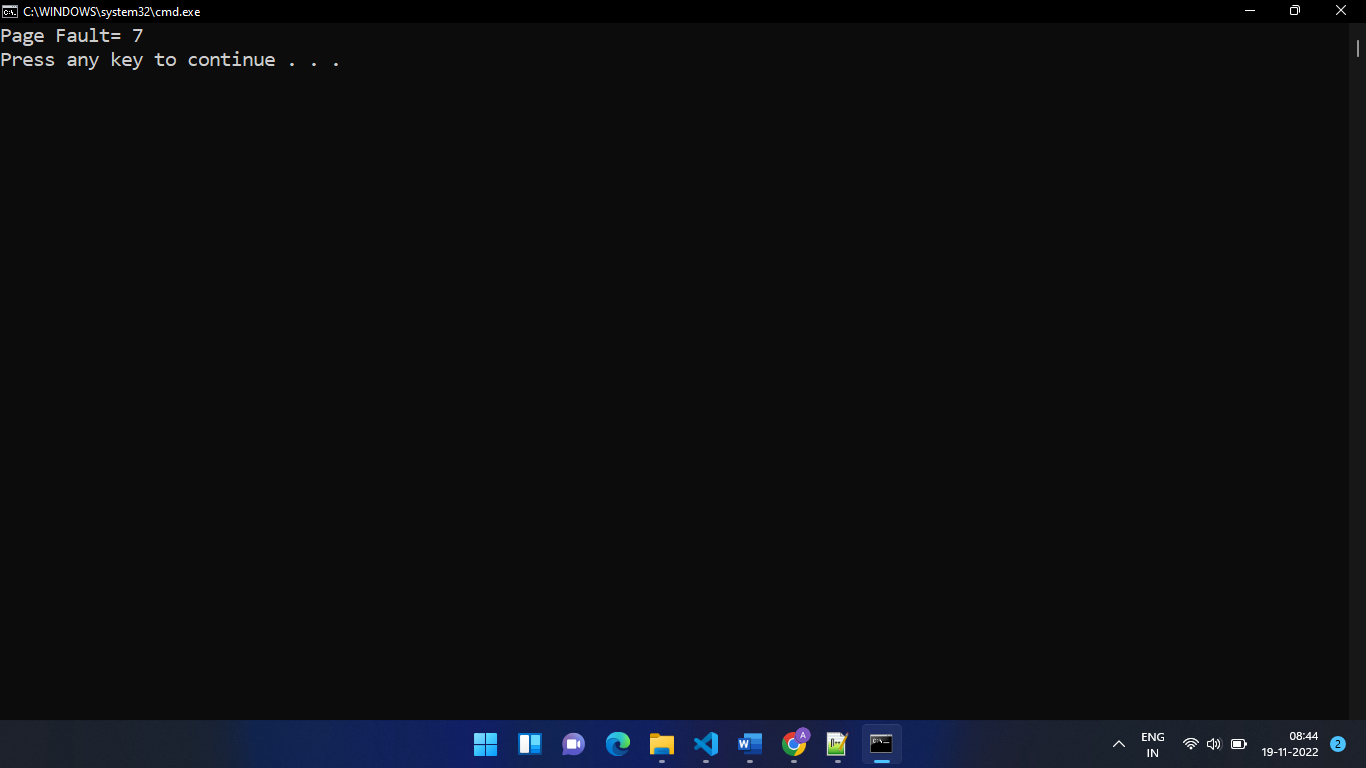 C:\WINDOWS\system32\cmd.exe
Page Fault= 7
Press any key to continue . . .
ENG
IN
08:44
19-11-2022
2